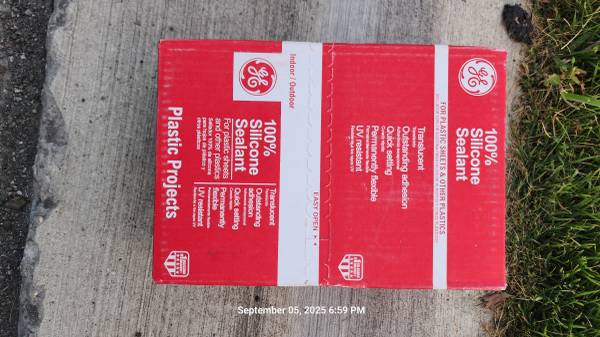 GE
100%
Silicone
Sealant
For plastic sheets
and other plastics
Plastic Projects
Translucent
Outstanding
adhesion
Quick setting
Permanently
flexible
UV resistant
Indoor / Outdoor
EASY OPEN
GE
100%
Silicone
Sealant
FOR PLASTIC SHEETS & OTHER PLASTICS
Translucent
Outstanding adhesion
Quick setting
Permanently flexible
UV resistant
September 05, 2025 6:59 PM